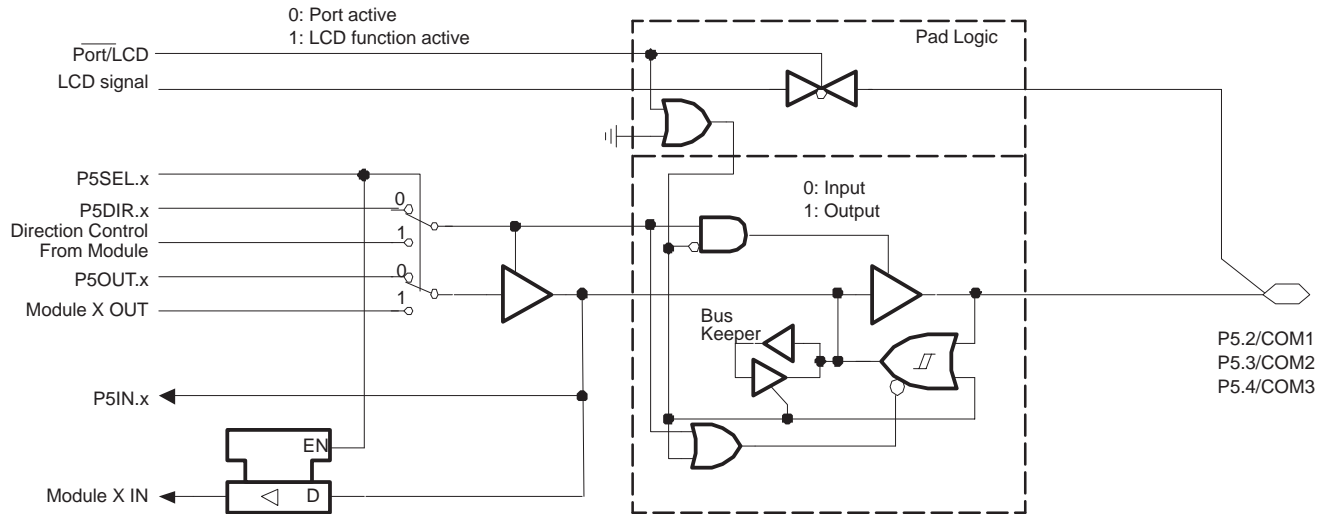 0: Port active
1: LCD function active
Port/LCD
LCD signal
Pad Logic
P5SEL.x
P5DIR.x
0
Direction Control
From Module
1
P5OUT.x
0
Module X OUT
1
0: Input
1: Output
Bus
Keeper
P5.2/COM1
P5.3/COM2
P5.4/COM3
P5IN.x
EN
Module X IN
D